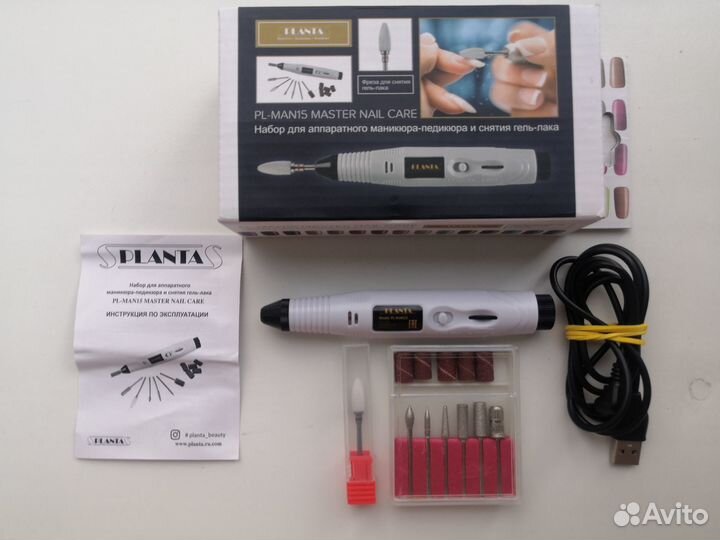 PLANTA
Фреза для снятия
гель-лака
PL-MAN15 MASTER NAIL CARE
Набор для аппаратного маникюра-педикюра и снятия гель-лака
PLANTA
PLANTA
Набор для аппаратного
маникюра-педикюра и снятия гель-лака
PL-MAN15 MASTER NAIL CARE
ИНСТРУКЦИЯ ПО ЭКСПЛУАТАЦИИ
PLANTA
# planta_beauty
www.planta.ru.com
PLANTA
Avito